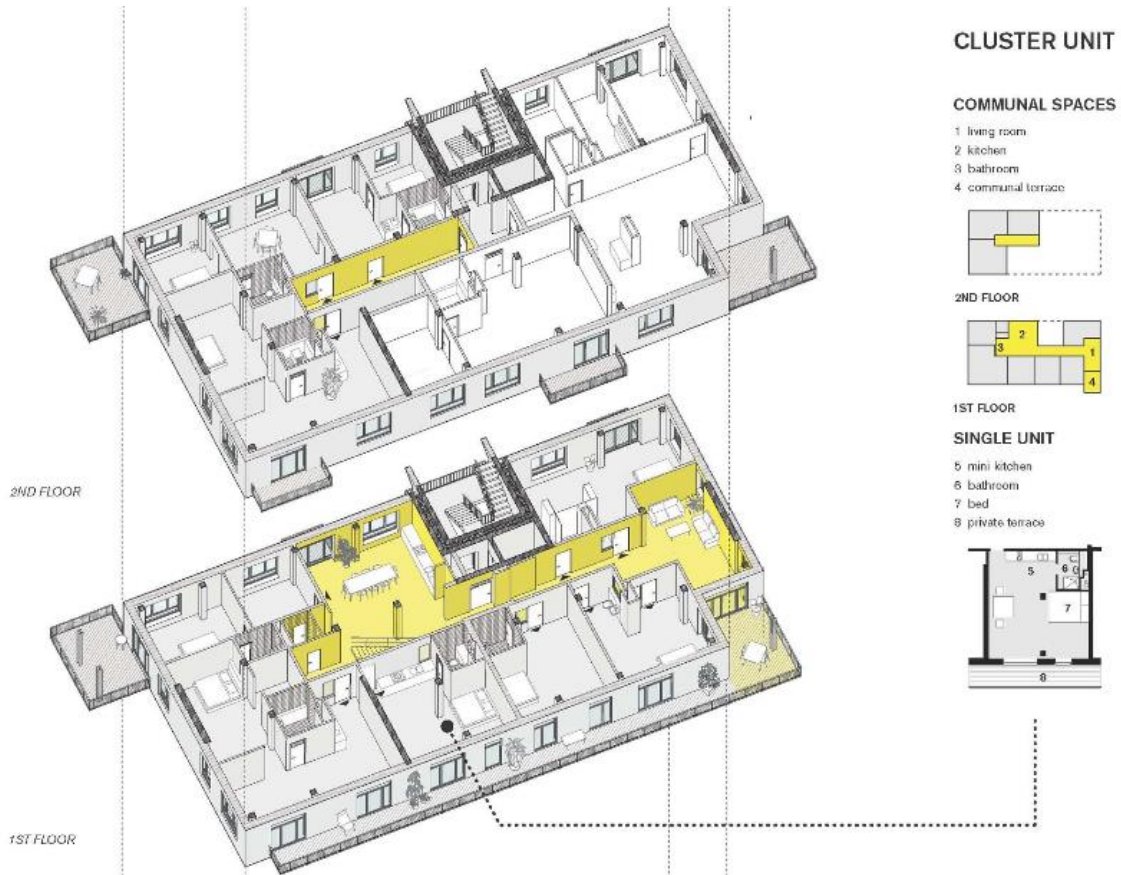 CLUSTER UNIT
COMMUNAL SPACES
1 living room
2 kitchen
3 bathroom
4 communal terrace
2ND FLOOR
2
3
1
4
1ST FLOOR
SINGLE UNIT
5 mini kitchen
6 bathroom
7 bed
8 private terrace
5
6
7
8
2ND FLOOR
1ST FLOOR